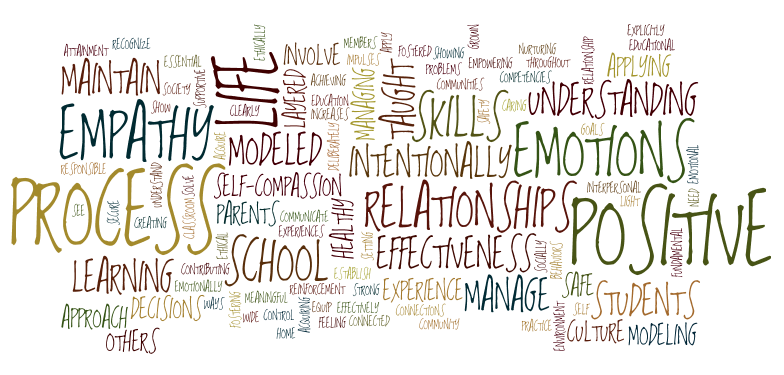 ATTAINMENT
RECOGNIZE
MAINTAIN
ESSENTIAL
SOCIETY
SUPPORTIVE
SHOW
EMPATHY
LIFE
ETHICALLY
CLEARLY
LAYERED
INVOLVE
ACHIEVING
EDUCATION
INCREASES
MEMBERS
IMPULSES
MANAGING
APPLY
TAUGHT
FOSTERED
SHOWING
GROWN
PROBLEMS
EMPOWERING
COMMUNITIES
NURTURING
THROUGHOUT
COMPETENCIES
RELATIONSHIP
EXPLICITLY
EDUCATIONAL
APPLYING
SKILLS
SAFETY
CARING
UNDERSTANDING
GOALS
MODELED
ACQUIRE
DELIBERATELY
INTENTIONALLY
EMOTIONS
EMOTIONAL
RESPONSIBLE
PROCESS
SEE
SECURE
CREATING
UNDERSTAND
CLASSROOM
SOLVE
SELF-COMPASSION
PARENTS
ETHICAL
COMMUNICATE
EXPERIENCES
HEALTHY
SETTING
RELATIONSHIPS
INTERPERSONAL
LIGHT
NEED
POSITIVE
LEARNING
CONTRIBUTING
SCHOOL
ESTABLISH
EFFECTIVENESS
SOCIALLY
BEHAVIORS
FUNDAMENTAL
EMOTIONALLY
APPROACH
DECISIONS
WAYS
OTHERS
FOSTERING
MEANINGFUL
REINFORCEMENT
STRONG
WIDE
CONTROL
HOME
ACQUIRING
EQUIP
EFFECTIVELY
FEELING
CONNECTED
EXPERIENCE
CONNECTIONS
COMMUNITY
MANAGE
SAFE
STUDENTS
SELF
PRACTICE
ENVIRONMENT
CULTURE
MODELING